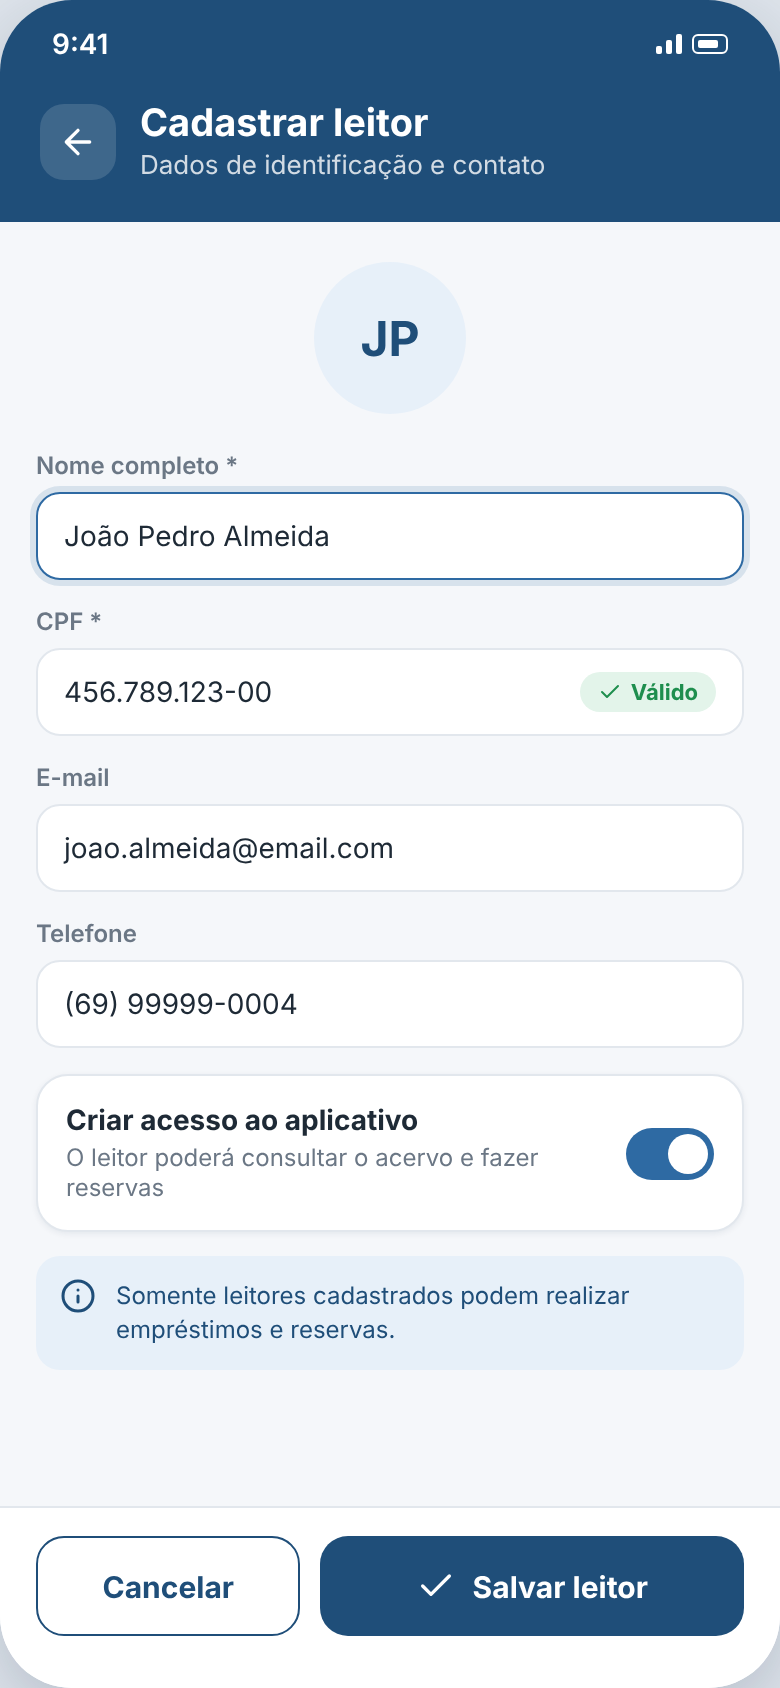 9:41
Cadastrar leitor
Dados de identificação e contato
JP
Nome completo *
João Pedro Almeida
CPF *
456.789.123-00
Válido
E-mail
joao.almeida@email.com
Telefone
(69) 99999-0004
Criar acesso ao aplicativo
O leitor poderá consultar o acervo e fazer
reservas
Somente leitores cadastrados podem realizar
empréstimos e reservas.
Cancelar
Salvar leitor